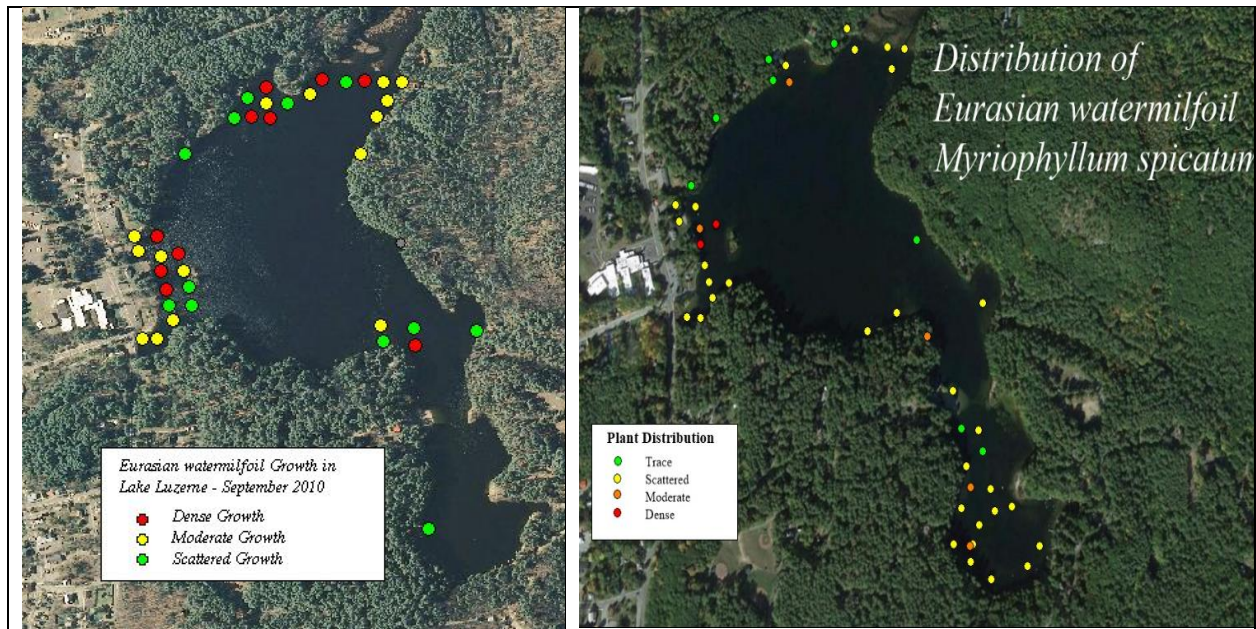 Eurasian watermilfoil Growth in
Lake Luzerne - September 2010
Dense Growth
Moderate Growth
Scattered Growth
Distribution of
Eurasian watermilfoil
Myriophyllum spicatum
Plant Distribution
Trace
Scattered
Moderate
Dense